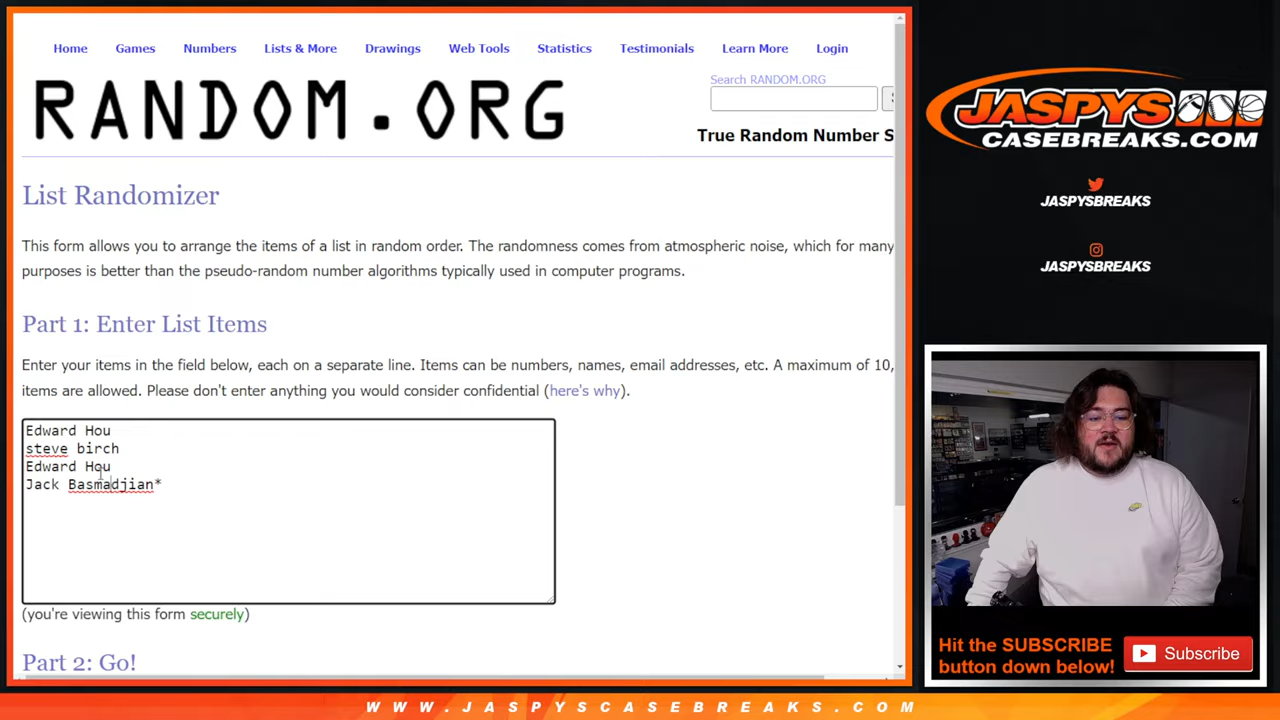 Home Games Numbers Lists & More Drawings Web Tools Statistics Testimonials Learn More Login
RANDOM.ORG
Search RANDOM.ORG
True Random Number S
List Randomizer
This form allows you to arrange the items of a list in random order. The randomness comes from atmospheric noise, which for many
purposes is better than the pseudo-random number algorithms typically used in computer programs.
Part 1: Enter List Items
Enter your items in the field below, each on a separate line. Items can be numbers, names, email addresses, etc. A maximum of 10,
items are allowed. Please don't enter anything you would consider confidential (here's why).
Edward Hou
steve birch
Edward Hou
Jack Basmadjian*
(you're viewing this form securely)
Part 2: Go!
JASPYS
CASEBREAKS.COM
JASPYSBREAKS
JASPYSBREAKS
Hit the SUBSCRIBE
button down below!
Subscribe
WWW.JASPYSCASEBREAKS.COM